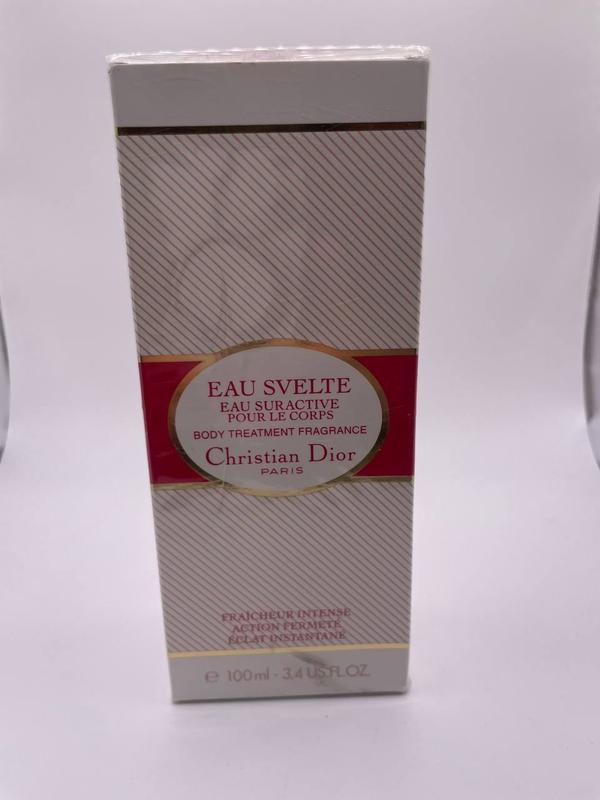 EAU SVELTE
EAU SURACTIVE
POUR LE CORPS
BODY TREATMENT FRAGRANCE
Christian Dior
PARIS
FRAÎCHEUR INTENSE
ACTION FERMETÉ
ÉCLAT INSTANTANÉ
℮ 100 ml - 3.4 US.FL.OZ.